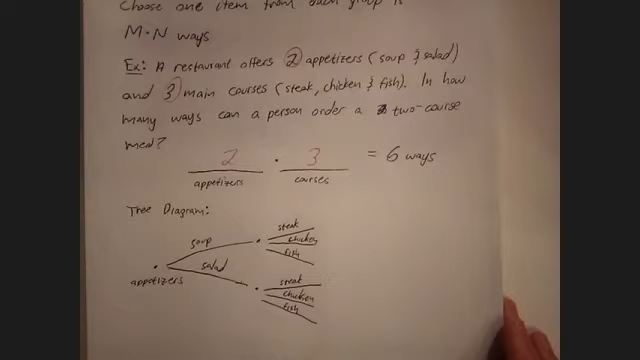 Choose one item from each group is
M·N ways
Ex: A restaurant offers 2 appetizers (soup & salad)
and 3 main courses (steak, chicken & fish). In how
many ways can a person order a two-course
meal?
2 · 3 = 6 ways
appetizers courses
Tree Diagram:
steak
soup chicken
fish
salad
appetizers steak
chicken
fish